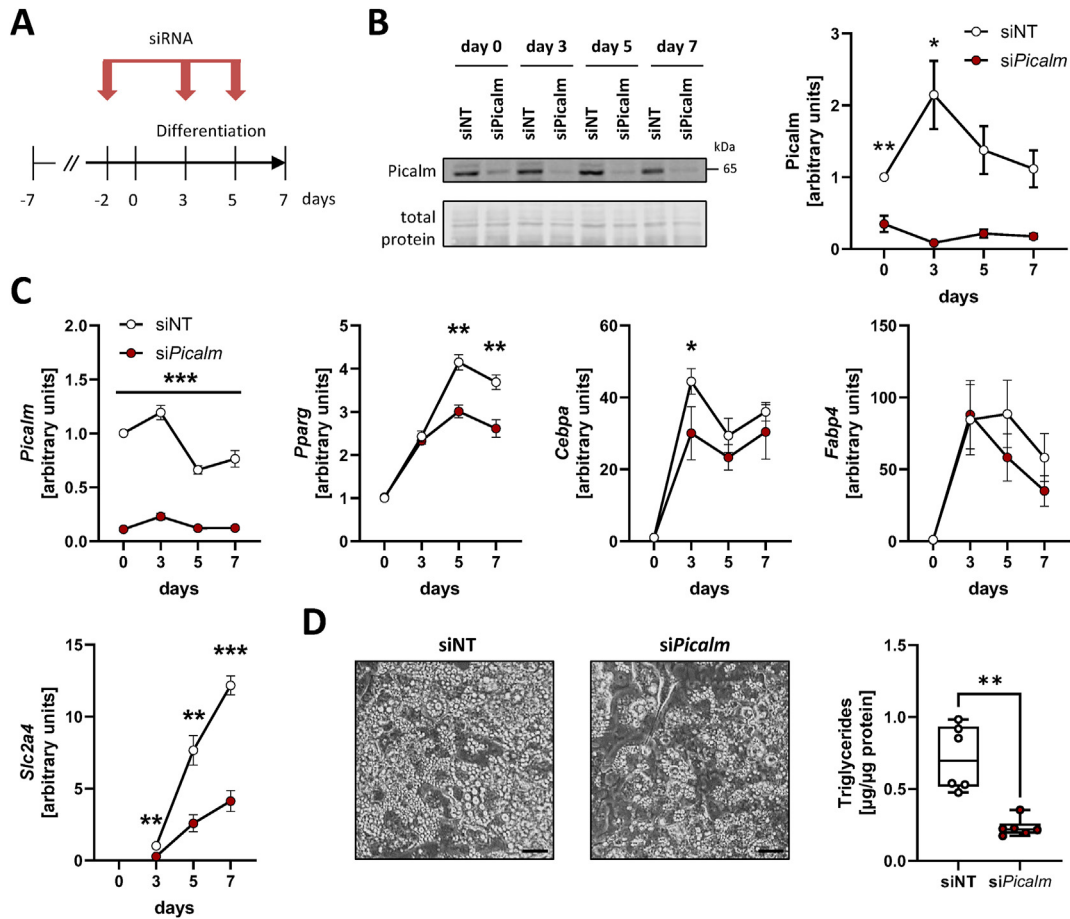 A
siRNA
Differentiation
//
-7 -2 0 3 5 7 days
B
day 0 day 3 day 5 day 7
siNT siPicalm siNT siPicalm siNT siPicalm siNT siPicalm
kDa
Picalm
65
total
protein
siNT
siPicalm
Picalm
[arbitrary units]
3
2
1
0
**
*
0 3 5 7
days
C
siNT
siPicalm
***
Picalm
[arbitrary units]
2.0
1.5
1.0
0.5
0.0
0 3 5 7
days
Pparg
[arbitrary units]
5
4
3
2
1
0
**
**
0 3 5 7
days
Cebpa
[arbitrary units]
60
40
20
0
*
0 3 5 7
days
Fabp4
[arbitrary units]
150
100
50
0
0 3 5 7
days
Slc2a4
[arbitrary units]
15
10
5
0
**
**
***
0 3 5 7
days
D
siNT
siPicalm
Triglycerides
[µg/µg protein]
1.5
1.0
0.5
0.0
**
siNT siPicalm